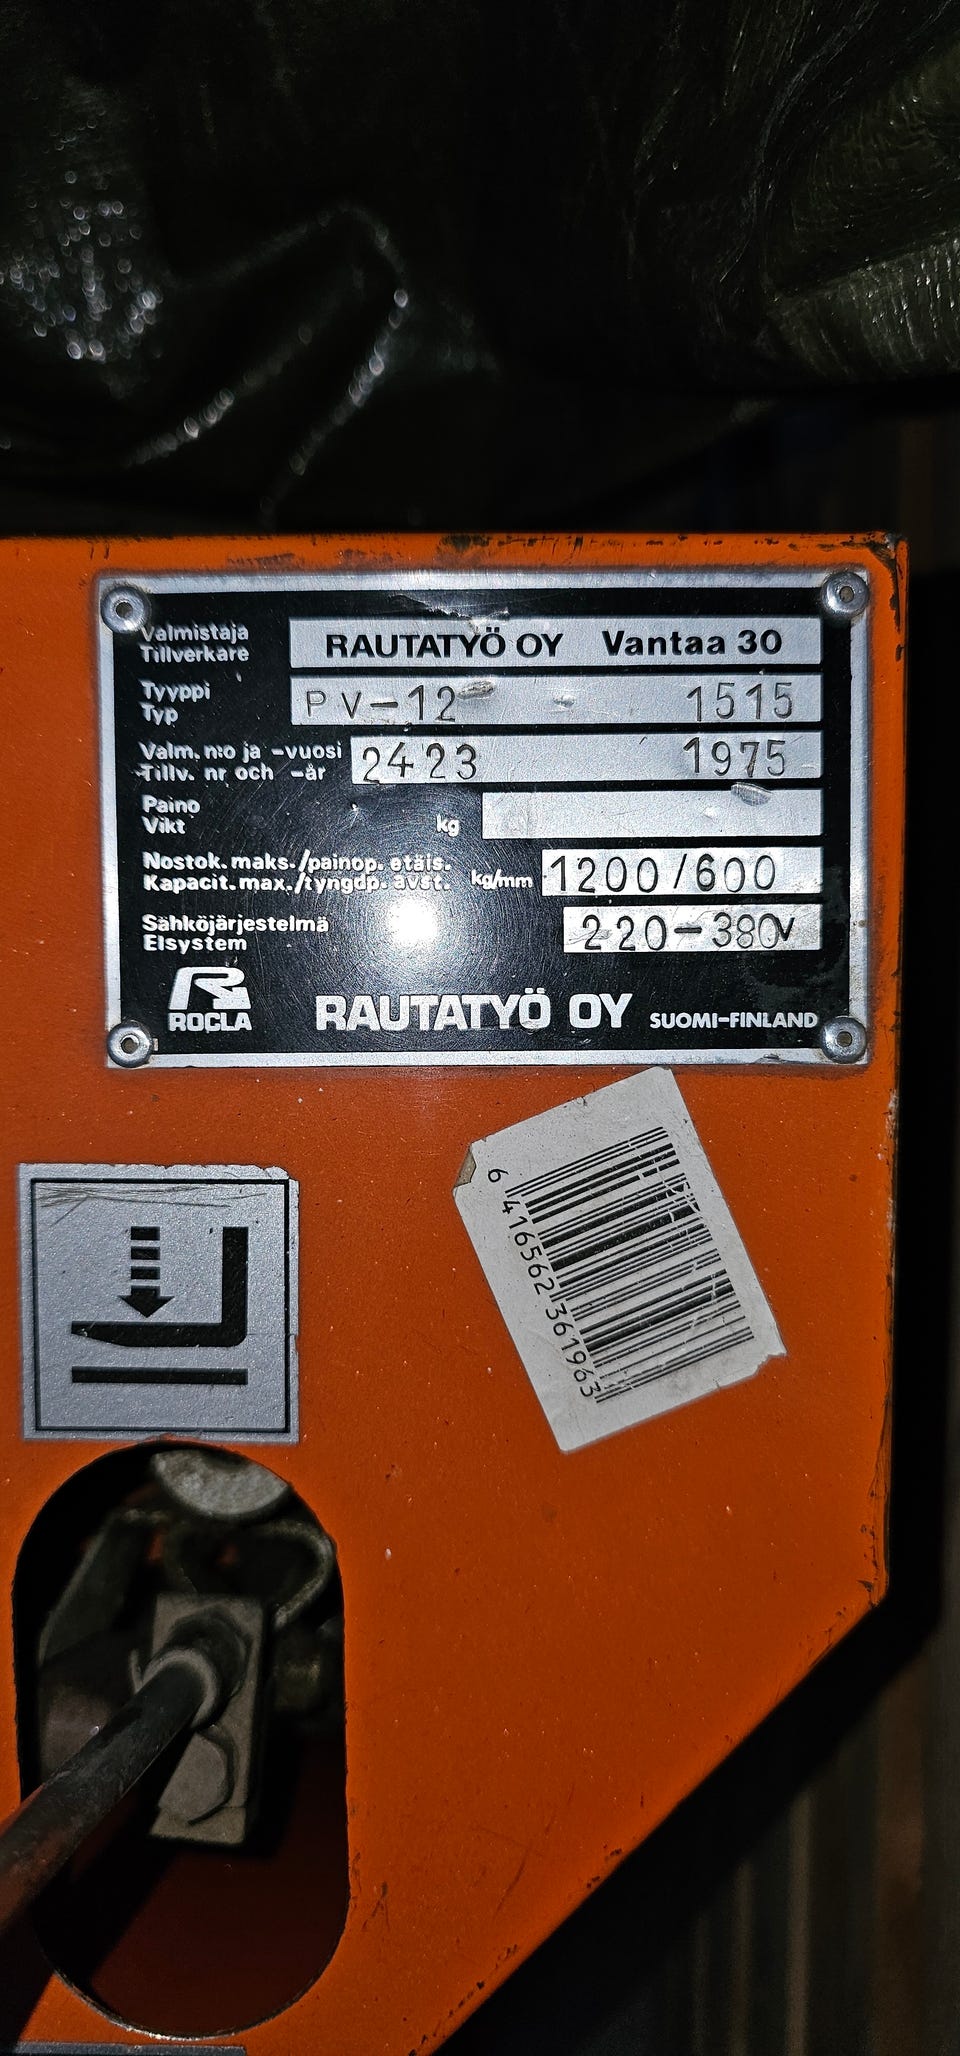 Valmistaja
Tillverkare
RAUTATYÖ OY Vantaa 30
Tyyppi
Typ
PV-12 1515
Valm. n:o ja -vuosi
Tillv. nr och -år
2423 1975
Paino
Vikt
kg
Nostok. maks./painop. etäis.
Kapacit. max./tyngdp. avst.
kg/mm
1200/600
Sähköjärjestelmä
Elsystem
220-380V
ROCLA
RAUTATYÖ OY SUOMI-FINLAND
6 416562 361963